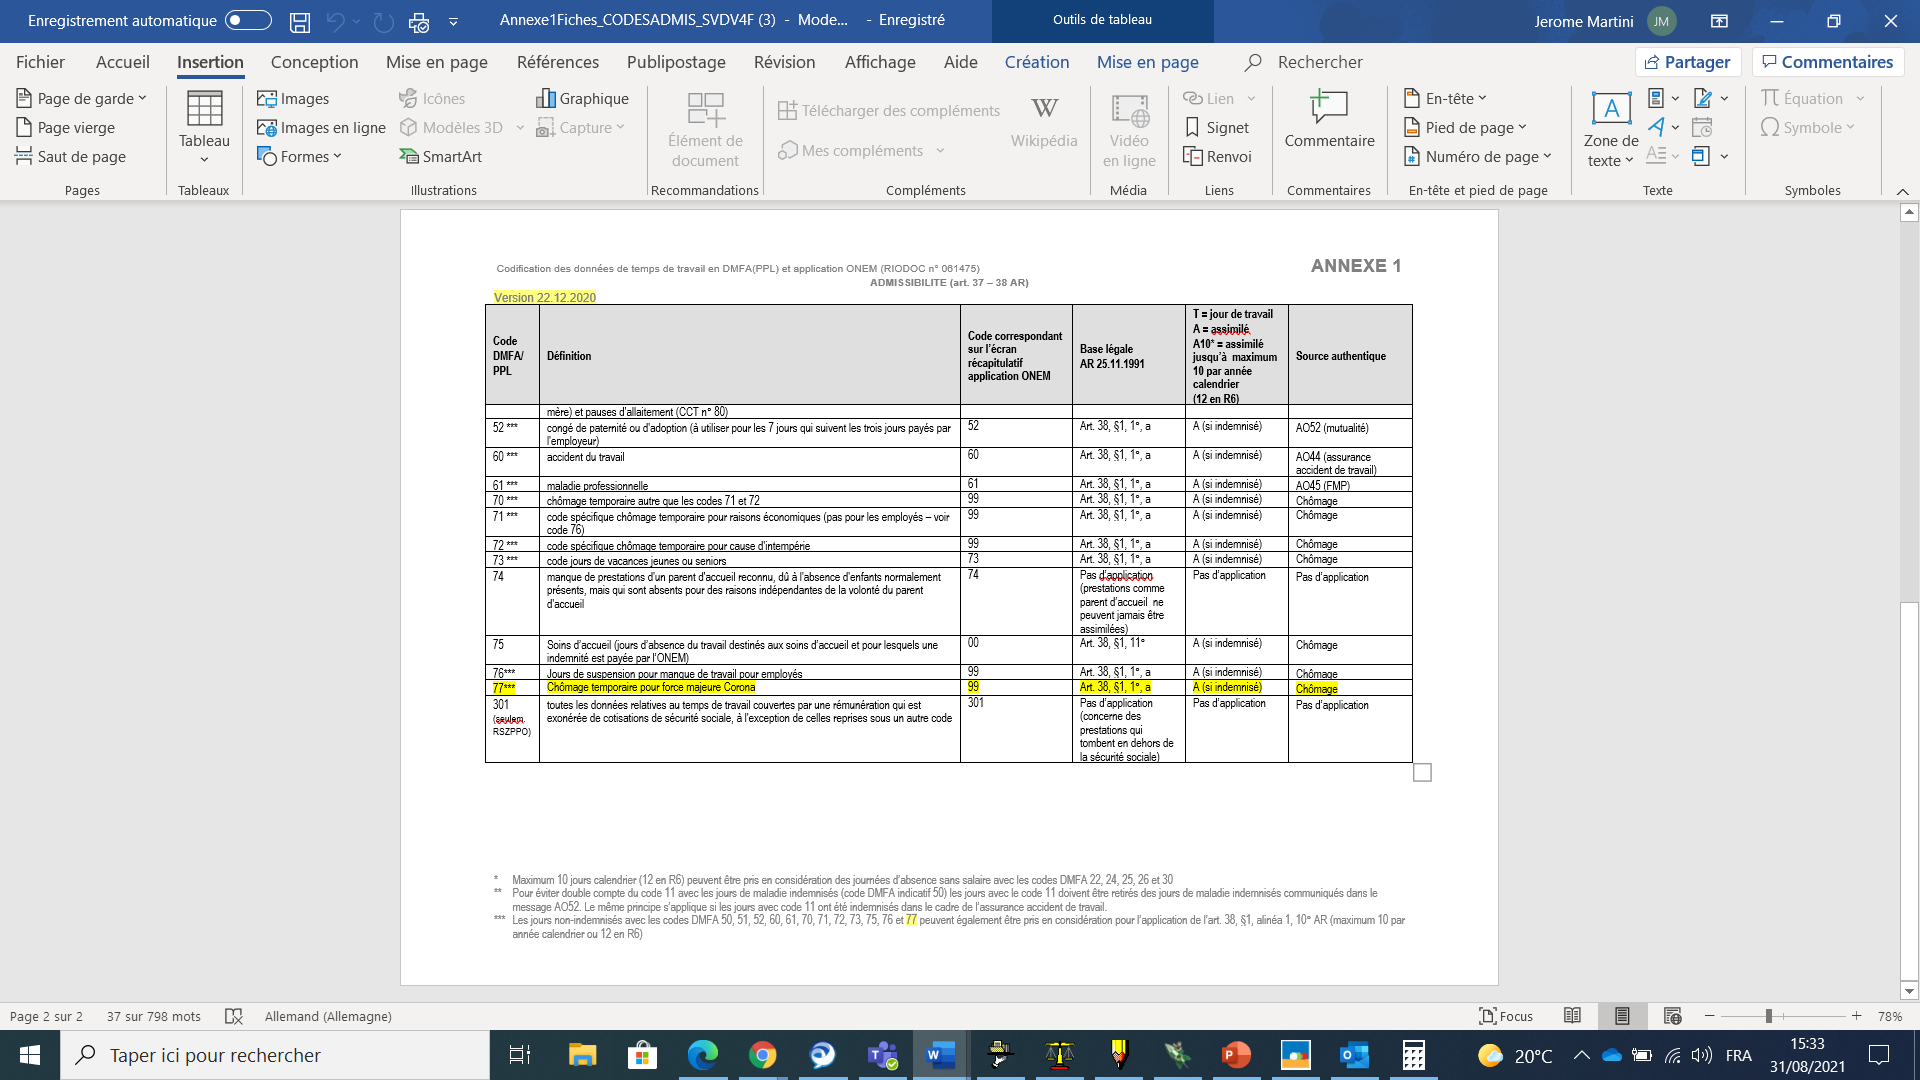 Enregistrement automatique
Annexe1Fiches_CODESADMIS_SVDV4F (3) - Mode... - Enregistré
Outils de tableau
Jerome Martini
JM
Fichier Accueil Insertion Conception Mise en page Références Publipostage Révision Affichage Aide Création Mise en page Rechercher
Partager
Commentaires
Page de garde
Page vierge
Saut de page
Pages
Tableau
Tableaux
Images
Images en ligne
Formes
Icônes
Modèles 3D
SmartArt
Graphique
Capture
Illustrations
Élément de
document
Recommandations
Télécharger des compléments
Mes compléments
Wikipédia
Compléments
Vidéo
en ligne
Média
Lien
Signet
Renvoi
Liens
Commentaire
Commentaires
En-tête
Pied de page
Numéro de page
En-tête et pied de page
Zone de
texte
Texte
Équation
Symbole
Symboles
Codification des données de temps de travail en DMFA(PPL) et application ONEM (RIODOC n° 061475)
ANNEXE 1
ADMISSIBILITE (art. 37 – 38 AR)
Version 22.12.2020
Code
DMFA/
PPL
Définition
Code correspondant
sur l'écran
récapitulatif
application ONEM
Base légale
AR 25.11.1991
T = jour de travail
A = assimilé
A10* = assimilé
jusqu'à maximum
10 par année
calendrier
(12 en R6)
Source authentique
mère) et pauses d'allaitement (CCT n° 80)
52 *** congé de paternité ou d'adoption (à utiliser pour les 7 jours qui suivent les trois jours payés par 52 Art. 38, §1, 1°, a A (si indemnisé) AO52 (mutualité)
l'employeur)
60 *** accident du travail 60 Art. 38, §1, 1°, a A (si indemnisé) AO44 (assurance
accident de travail)
61 *** maladie professionnelle 61 Art. 38, §1, 1°, a A (si indemnisé) AO45 (FMP)
70 *** chômage temporaire autre que les codes 71 et 72 99 Art. 38, §1, 1°, a A (si indemnisé) Chômage
71 *** code spécifique chômage temporaire pour raisons économiques (pas pour les employés – voir 99 Art. 38, §1, 1°, a A (si indemnisé) Chômage
code 76)
72 *** code spécifique chômage temporaire pour cause d'intempérie 99 Art. 38, §1, 1°, a A (si indemnisé) Chômage
73 *** code jours de vacances jeunes ou seniors 73 Art. 38, §1, 1°, a A (si indemnisé) Chômage
74 manque de prestations d'un parent d'accueil reconnu, dû à l'absence d'enfants normalement 74 Pas d'application Pas d'application Pas d'application
présents, mais qui sont absents pour des raisons indépendantes de la volonté du parent (prestations comme
d'accueil parent d'accueil ne
peuvent jamais être
assimilées)
75 Soins d'accueil (jours d'absence du travail destinés aux soins d'accueil et pour lesquels une 00 Art. 38, §1, 11° A (si indemnisé) Chômage
indemnité est payée par l'ONEM)
76*** Jours de suspension pour manque de travail pour employés 99 Art. 38, §1, 1°, a A (si indemnisé) Chômage
77*** Chômage temporaire pour force majeure Corona 99 Art. 38, §1, 1°, a A (si indemnisé) Chômage
301 toutes les données relatives au temps de travail couvertes par une rémunération qui est 301 Pas d'application Pas d'application Pas d'application
(seulem. exonérée de cotisations de sécurité sociale, à l'exception de celles reprises sous un autre code (concerne des
RSZPPO) prestations qui
tombent en dehors de
la sécurité sociale)
* Maximum 10 jours calendrier (12 en R6) peuvent être pris en considération des journées d'absence sans salaire avec les codes DMFA 22, 24, 25, 26 et 30
** Pour éviter double compte du code 11 avec les jours de maladie indemnisés (code DMFA indicatif 50) les jours avec le code 11 doivent être retirés des jours de maladie indemnisés communiqués dans le
message AO52. Le même principe s'applique si les jours avec code 11 ont été indemnisés dans le cadre de l'assurance accident de travail.
*** Les jours non-indemnisés avec les codes DMFA 50, 51, 52, 60, 61, 70, 71, 72, 73, 75, 76 et 77 peuvent également être pris en considération pour l'application de l'art. 38, §1, alinéa 1, 10° AR (maximum 10 par
année calendrier ou 12 en R6)
Page 2 sur 2 37 sur 798 mots Allemand (Allemagne)
Focus
78%
Taper ici pour rechercher
20°C
FRA
15:33
31/08/2021